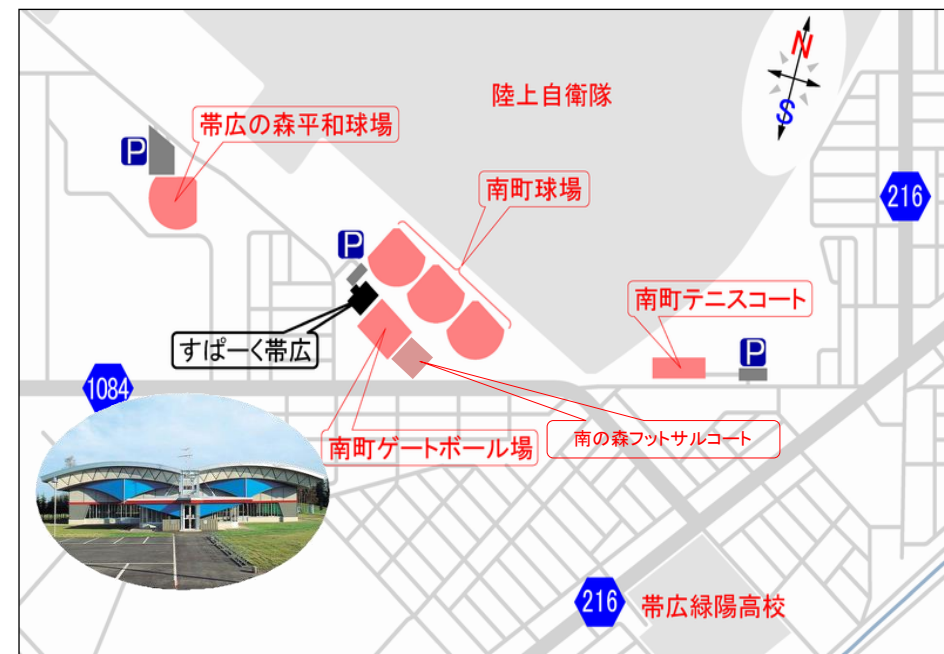 N
S
陸上自衛隊
帯広の森平和球場
P
南町球場
216
P
南町テニスコート
すぱーく帯広
P
1084
南町ゲートボール場
南の森フットサルコート
216
帯広緑陽高校